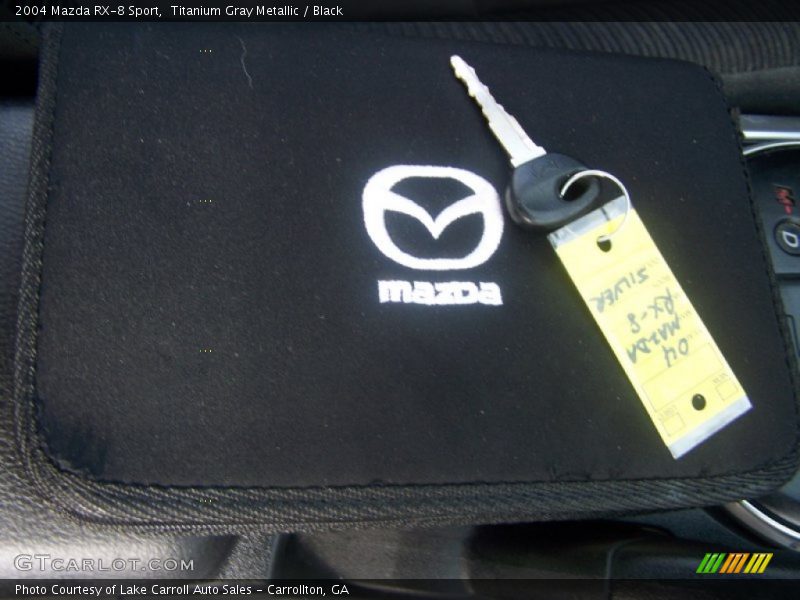 2004 Mazda RX-8 Sport,  Titanium Gray Metallic / Black
mazda
04
MAZDA
RX-8
SILVER
GTCARLOT.COM
Photo Courtesy of Lake Carroll Auto Sales - Carrollton, GA